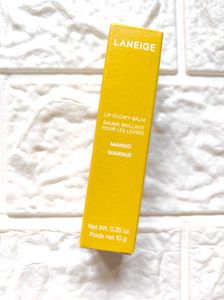 LANEIGE
LIP GLOWY BALM
BAUME BRILLANT
POUR LES LÈVRES
MANGO
MANGUE
Net Wt. 0.35 oz.
Poids net 10 g